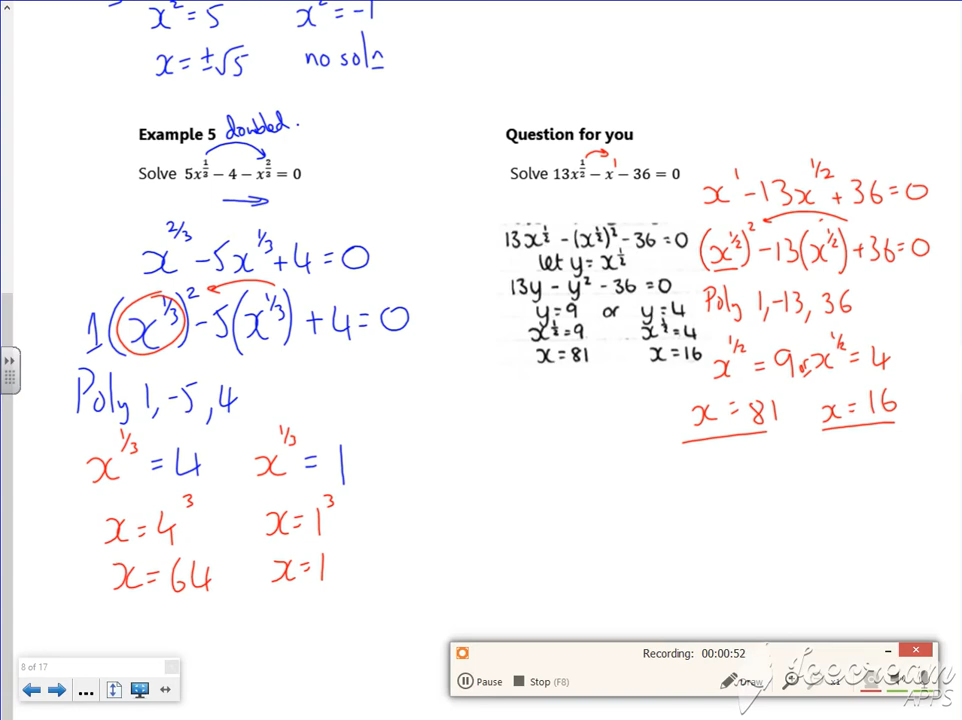 x² = 5   x² = -1
x = ±√5   no solⁿ
Example 5 doubled.
Solve 5x^{1/3} − 4 − x^{2/3} = 0
x^{2/3} - 5x^{1/3} + 4 = 0
1(x^{1/3})² - 5(x^{1/3}) + 4 = 0
Poly 1, -5, 4
x^{1/3} = 4   x^{1/3} = 1
x = 4³   x = 1³
x = 64   x = 1
Question for you
Solve 13x^{1/2} − x¹ − 36 = 0
13x^{1/2} - (x^{1/2})² - 36 = 0
let y = x^{1/2}
13y - y² - 36 = 0
y = 9 or y = 4
x^{1/2} = 9   x^{1/2} = 4
x = 81   x = 16
x¹ - 13x^{1/2} + 36 = 0
(x^{1/2})² - 13(x^{1/2}) + 36 = 0
Poly 1, -13, 36
x^{1/2} = 9 or x^{1/2} = 4
x = 81   x = 16
8 of 17
...
Recording: 00:00:52
Pause Stop (F8) Draw x1
Icecream
APPS